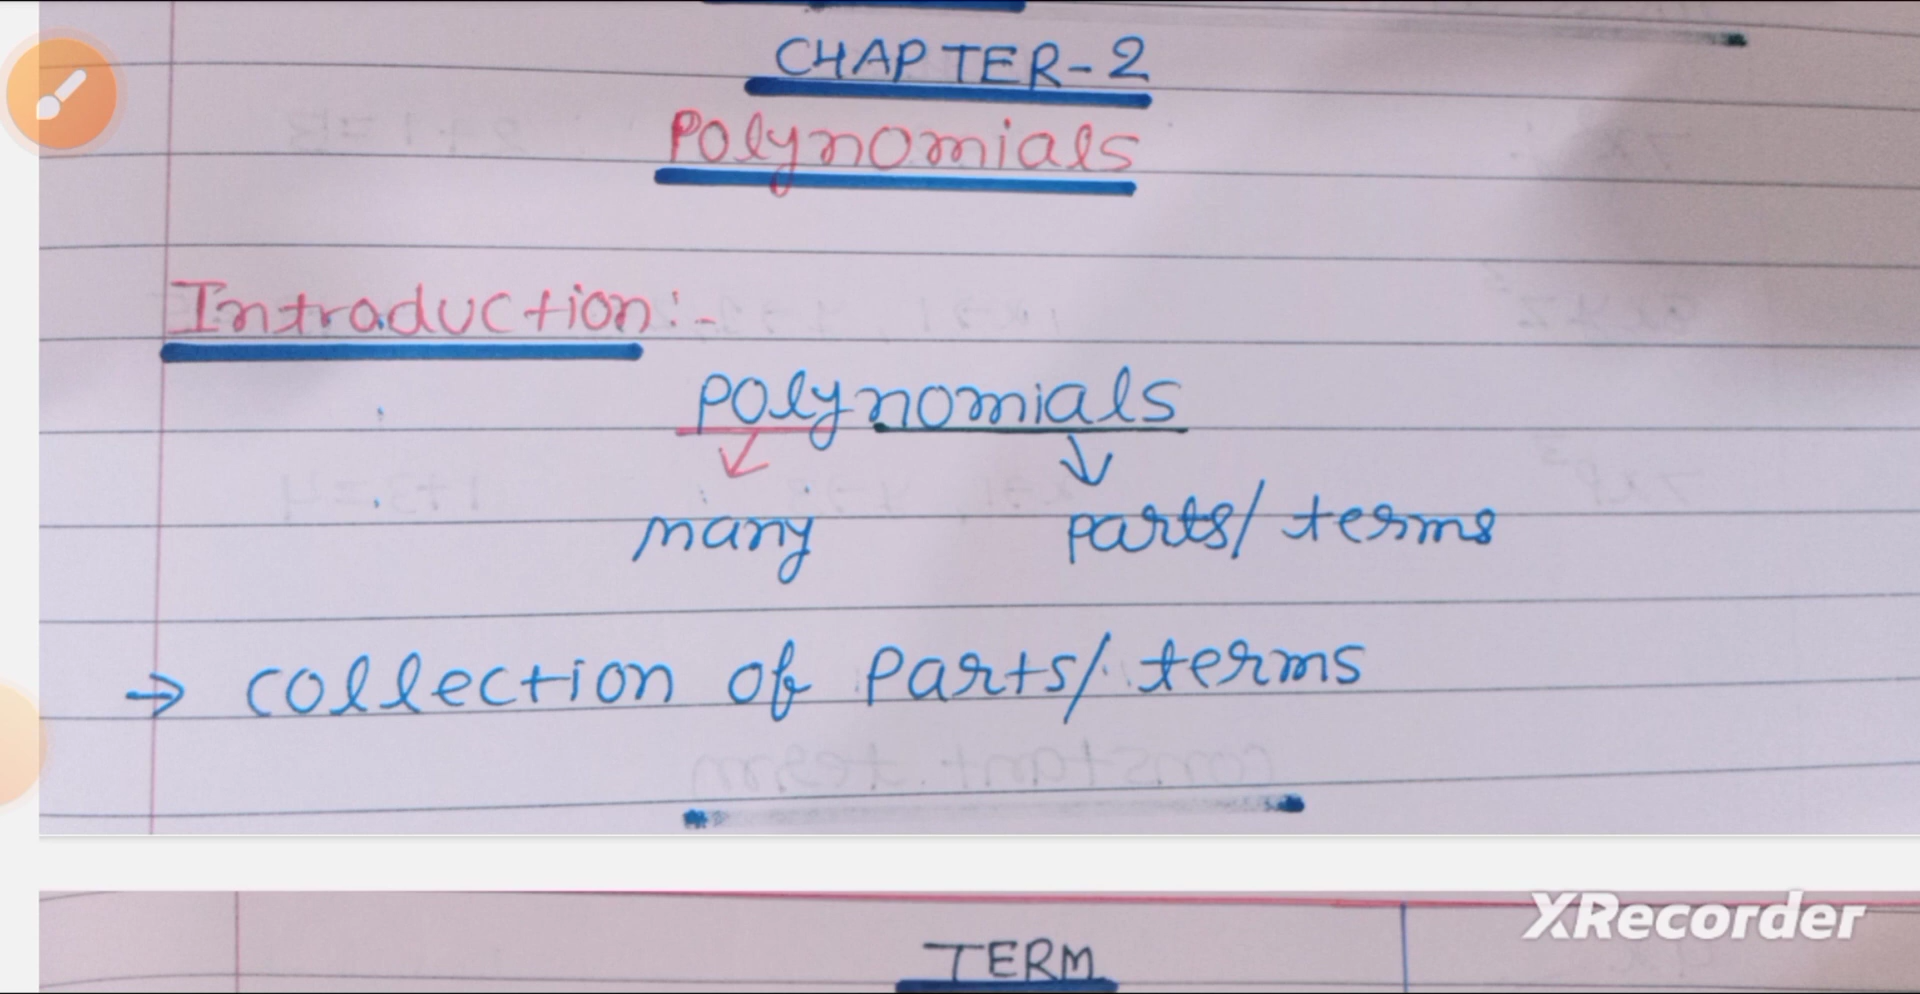 CHAPTER-2
Polynomials
Introduction:-
Polynomials
many parts/ terms
→ collection of Parts/ terms
XRecorder
TERM